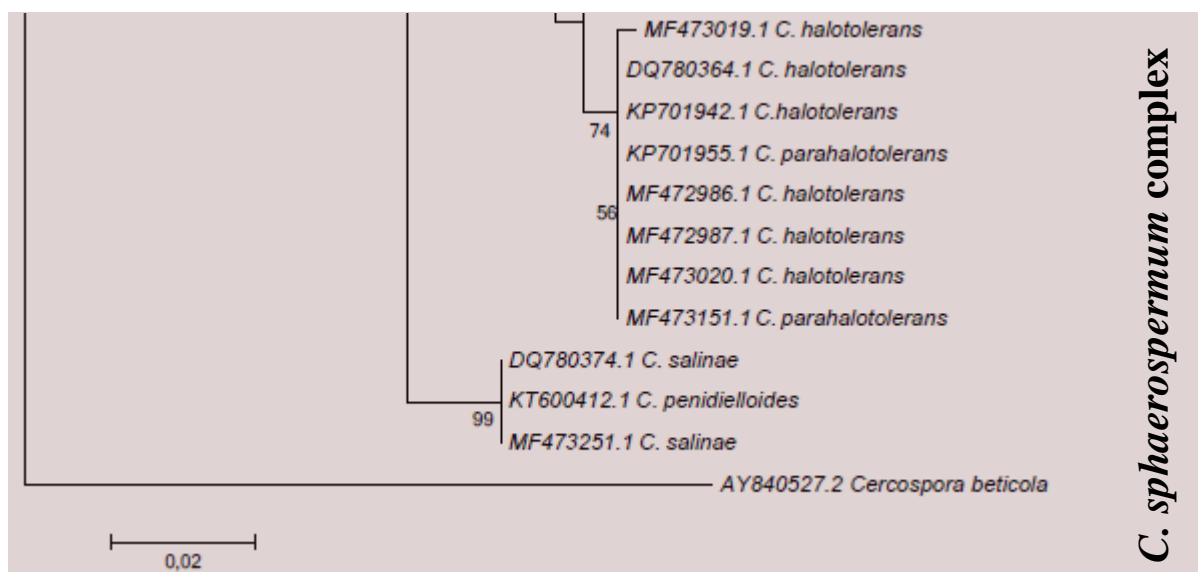 MF473019.1 C. halotolerans
DQ780364.1 C. halotolerans
KP701942.1 C.halotolerans
74
KP701955.1 C. parahalotolerans
MF472986.1 C. halotolerans
56
MF472987.1 C. halotolerans
MF473020.1 C. halotolerans
MF473151.1 C. parahalotolerans
DQ780374.1 C. salinae
KT600412.1 C. penidielloides
99
MF473251.1 C. salinae
AY840527.2 Cercospora beticola
0,02
C. sphaerospermum complex